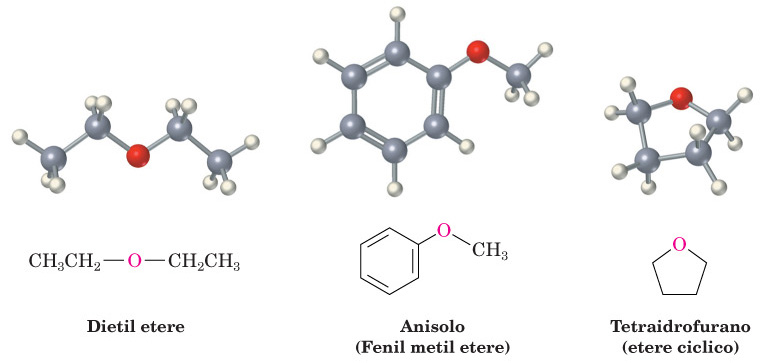 CH₃CH₂—O—CH₂CH₃
O
CH₃
O
Dietil etere
Anisolo
(Fenil metil etere)
Tetraidrofurano
(etere ciclico)